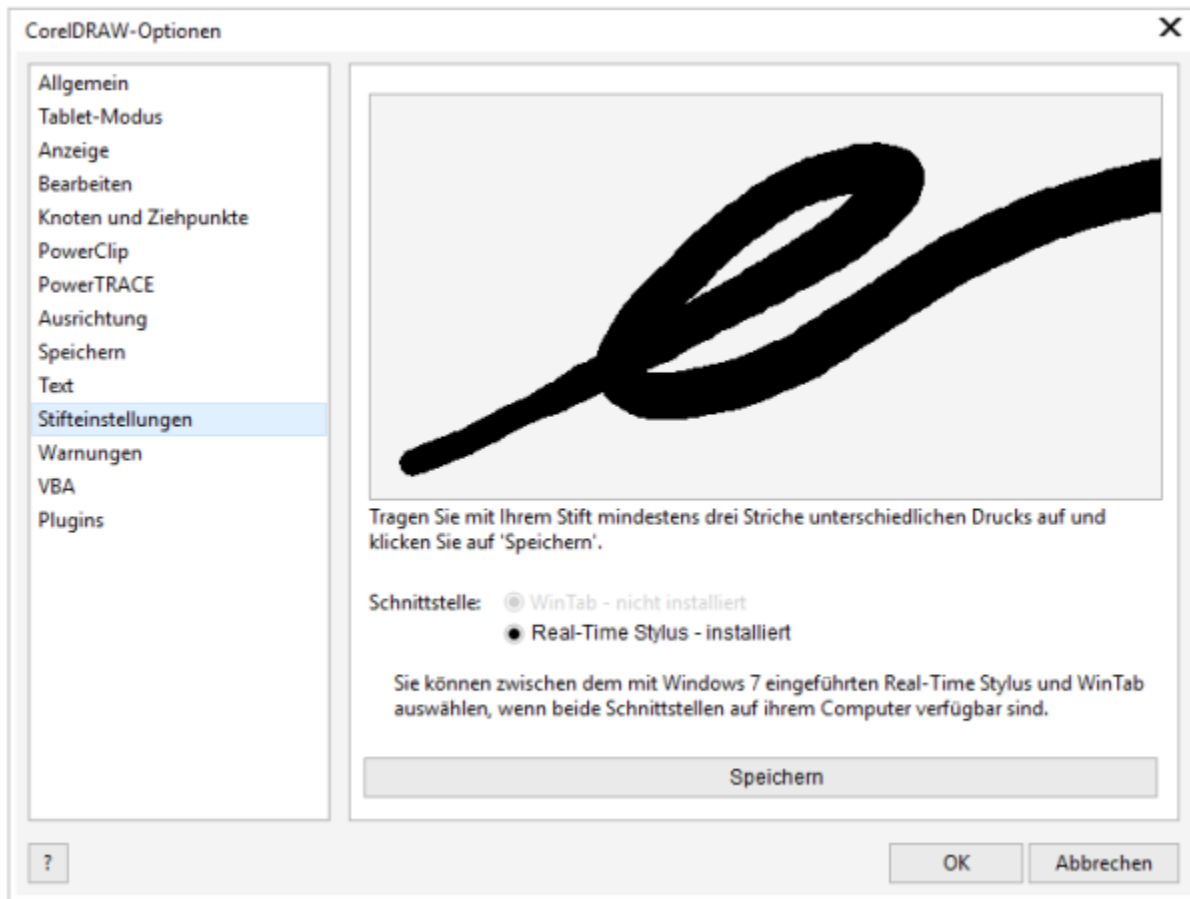 CorelDRAW-Optionen
Allgemein
Tablet-Modus
Anzeige
Bearbeiten
Knoten und Ziehpunkte
PowerClip
PowerTRACE
Ausrichtung
Speichern
Text
Stifteinstellungen
Warnungen
VBA
Plugins
Tragen Sie mit Ihrem Stift mindestens drei Striche unterschiedlichen Drucks auf und
klicken Sie auf 'Speichern'.
Schnittstelle: WinTab - nicht installiert
Real-Time Stylus - installiert
Sie können zwischen dem mit Windows 7 eingeführten Real-Time Stylus und WinTab
auswählen, wenn beide Schnittstellen auf ihrem Computer verfügbar sind.
Speichern
?
OK
Abbrechen